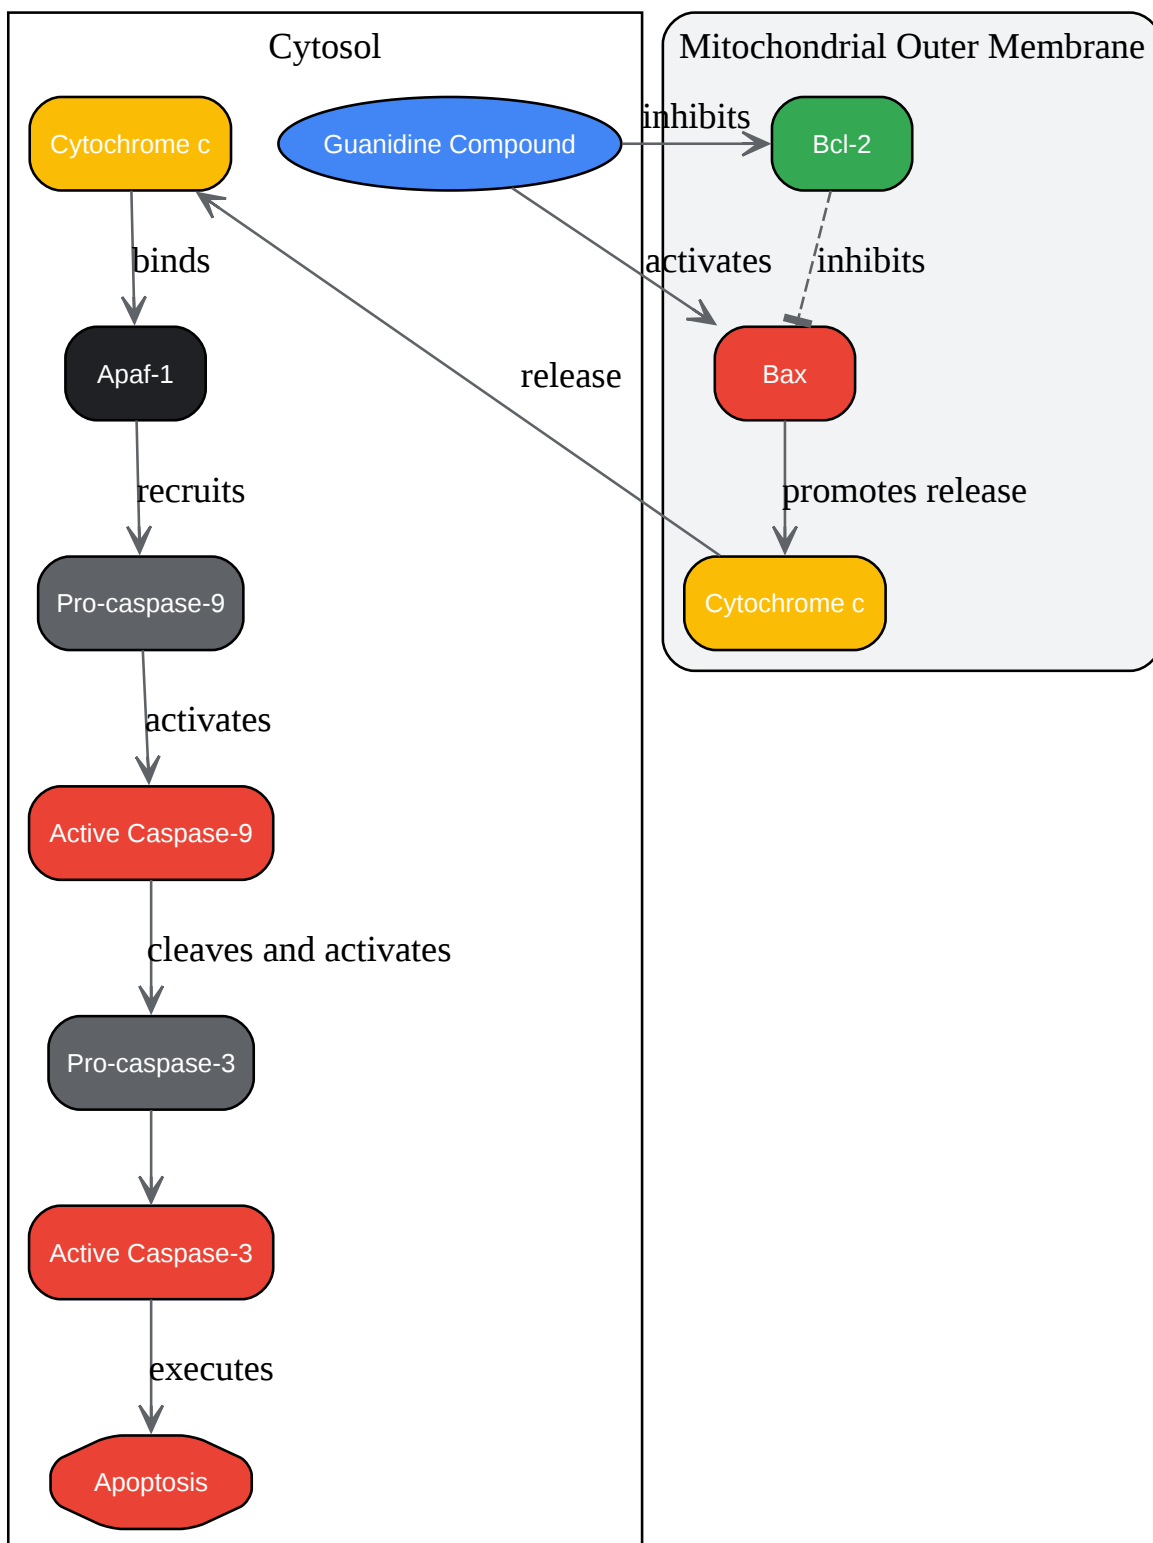 Cytosol
Mitochondrial Outer Membrane
Cytochrome c
Guanidine Compound
inhibits
Bcl-2
binds
activates
inhibits
Apaf-1
release
Bax
recruits
promotes release
Pro-caspase-9
Cytochrome c
activates
Active Caspase-9
cleaves and activates
Pro-caspase-3
Active Caspase-3
executes
Apoptosis